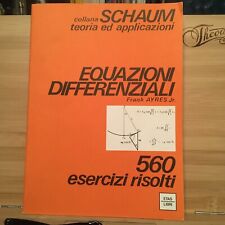 collana SCHAUM
teoria ed applicazioni
EQUAZIONI
DIFFERENZIALI
Frank AYRES Jr.
560
esercizi risolti
ETAS
LIBRI